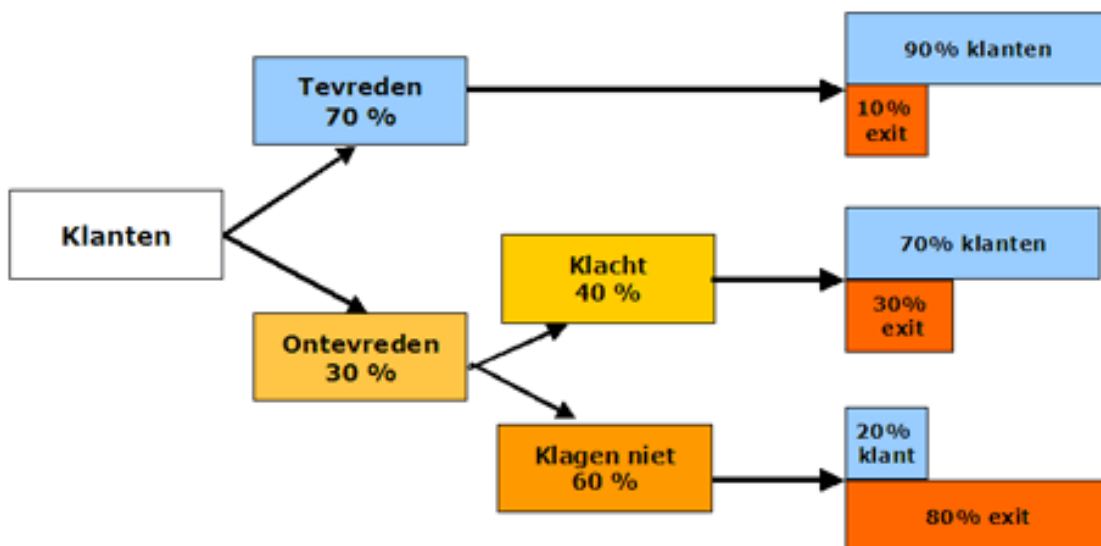 90% klanten
Tevreden
70 %
10%
exit
Klanten
70% klanten
Klacht
40 %
30%
exit
Ontevreden
30 %
20%
klant
Klagen niet
60 %
80% exit